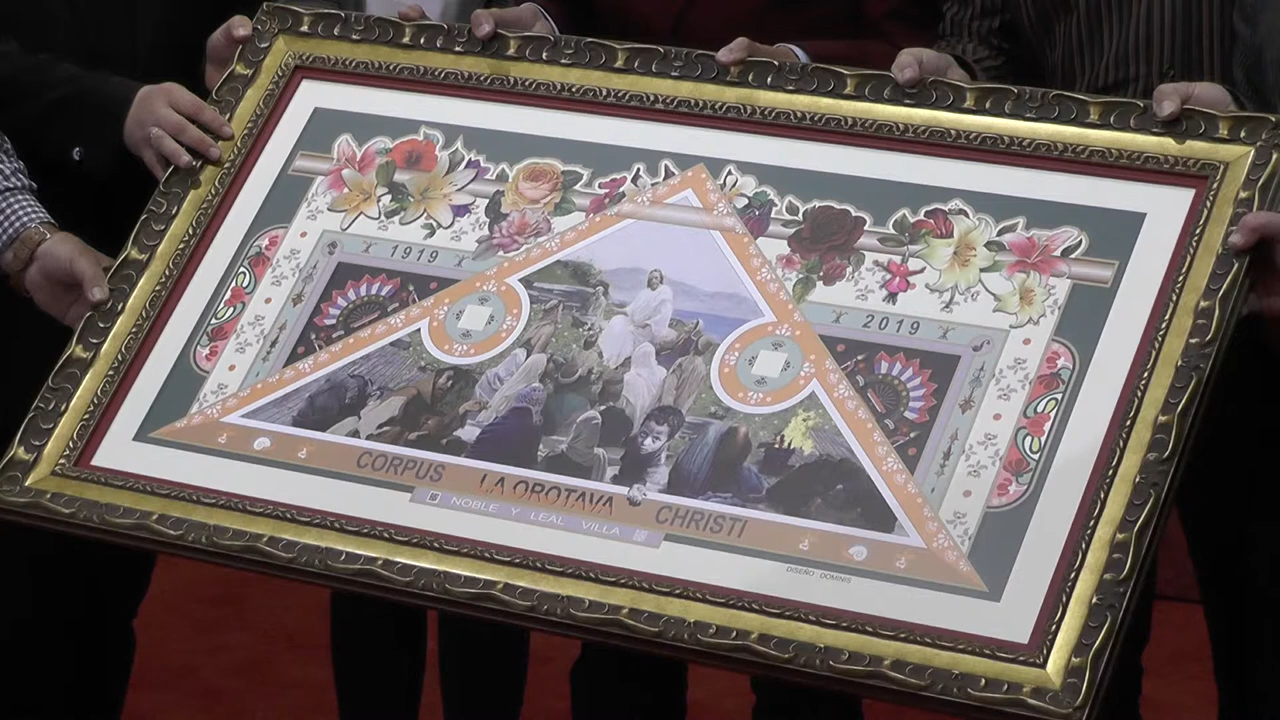 1919
2019
CORPUS LA OROTAVA CHRISTI
NOBLE Y LEAL VILLA
DISEÑO : DOMINIS